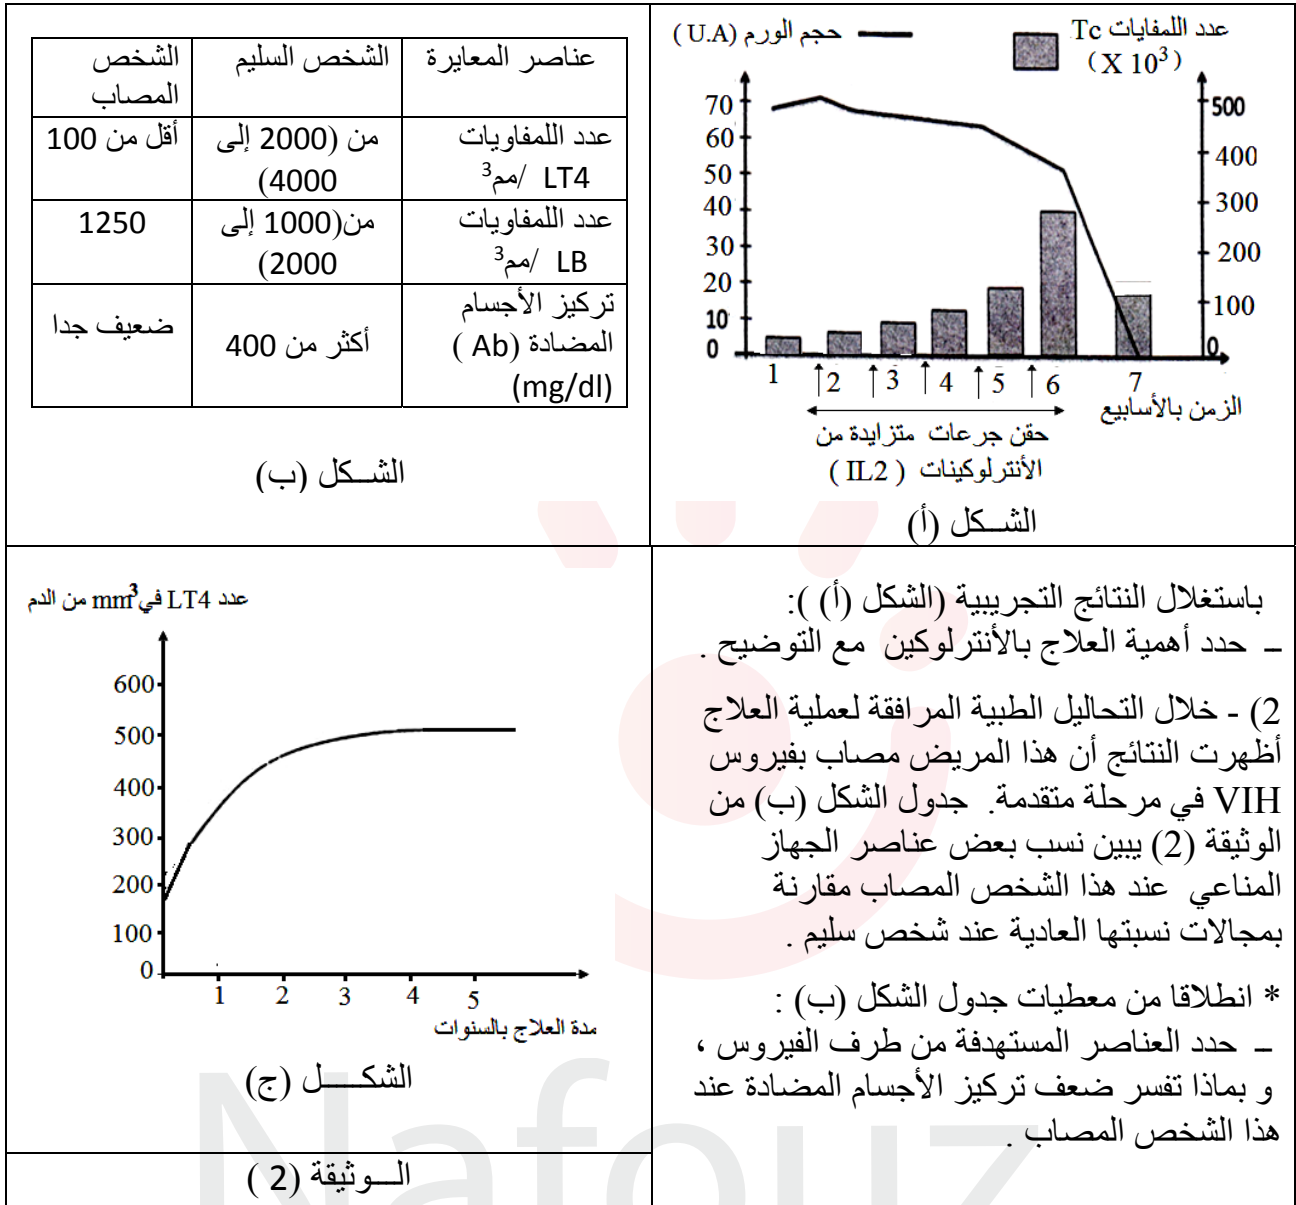 عناصر المعايرة | الشخص السليم | الشخص المصاب
عدد اللمفاويات LT4 /مم3 | من (2000 إلى 4000) | أقل من 100
عدد اللمفاويات LB /مم3 | من(1000 إلى 2000) | 1250
تركيز الأجسام المضادة (Ab ) (mg/dl) | أكثر من 400 | ضعيف جدا
الشــكل (ب)
عدد اللمفايات Tc
(X 10³)
حجم الورم (U.A)
70
60
50
40
30
20
10
0
500
400
300
200
100
0
1 2 3 4 5 6 7
الزمن بالأسابيع
حقن جرعات متزايدة من
الأنترلوكينات ( IL2 )
الشــكل (أ)
باستغلال النتائج التجريبية (الشكل (أ) ):
ــ حدد أهمية العلاج بالأنترلوكين مع التوضيح .
2) - خلال التحاليل الطبية المرافقة لعملية العلاج
أظهرت النتائج أن هذا المريض مصاب بفيروس
VIH في مرحلة متقدمة. جدول الشكل (ب) من
الوثيقة (2) يبين نسب بعض عناصر الجهاز
المناعي عند هذا الشخص المصاب مقارنة
بمجالات نسبتها العادية عند شخص سليم .
* انطلاقا من معطيات جدول الشكل (ب) :
ــ حدد العناصر المستهدفة من طرف الفيروس ،
و بماذا تفسر ضعف تركيز الأجسام المضادة عند
هذا الشخص المصاب .
عدد LT4 في mm³ من الدم
600
500
400
300
200
100
0
1 2 3 4 5
مدة العلاج بالسنوات
الشكـــــل (ج)
الـــوثيقة (2 )
Nafouz